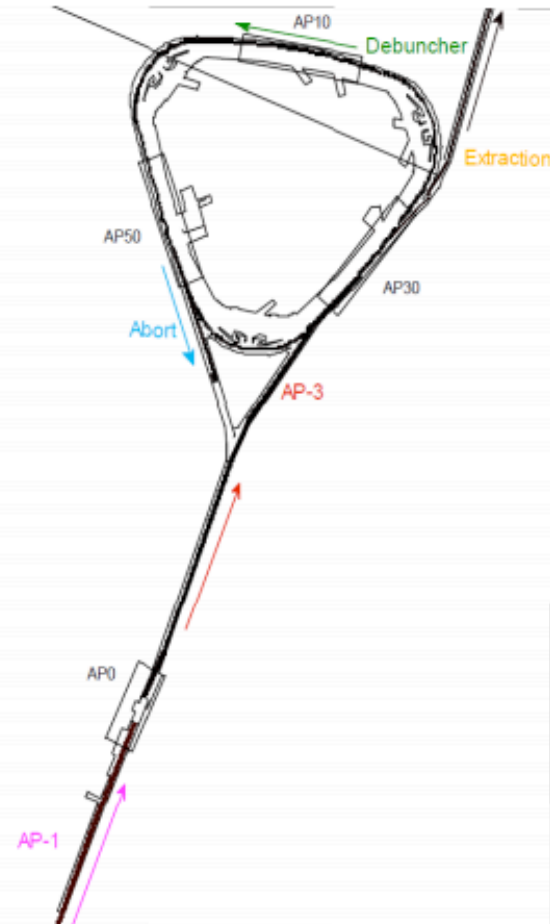 AP10
Debuncher
Extraction
AP50
AP30
Abort
AP-3
AP0
AP-1